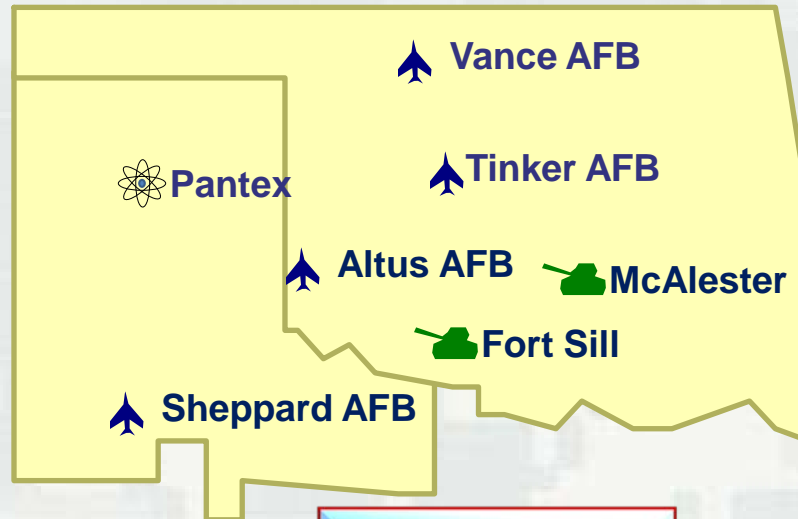 Vance AFB
Tinker AFB
Pantex
Altus AFB
McAlester
Fort Sill
Sheppard AFB